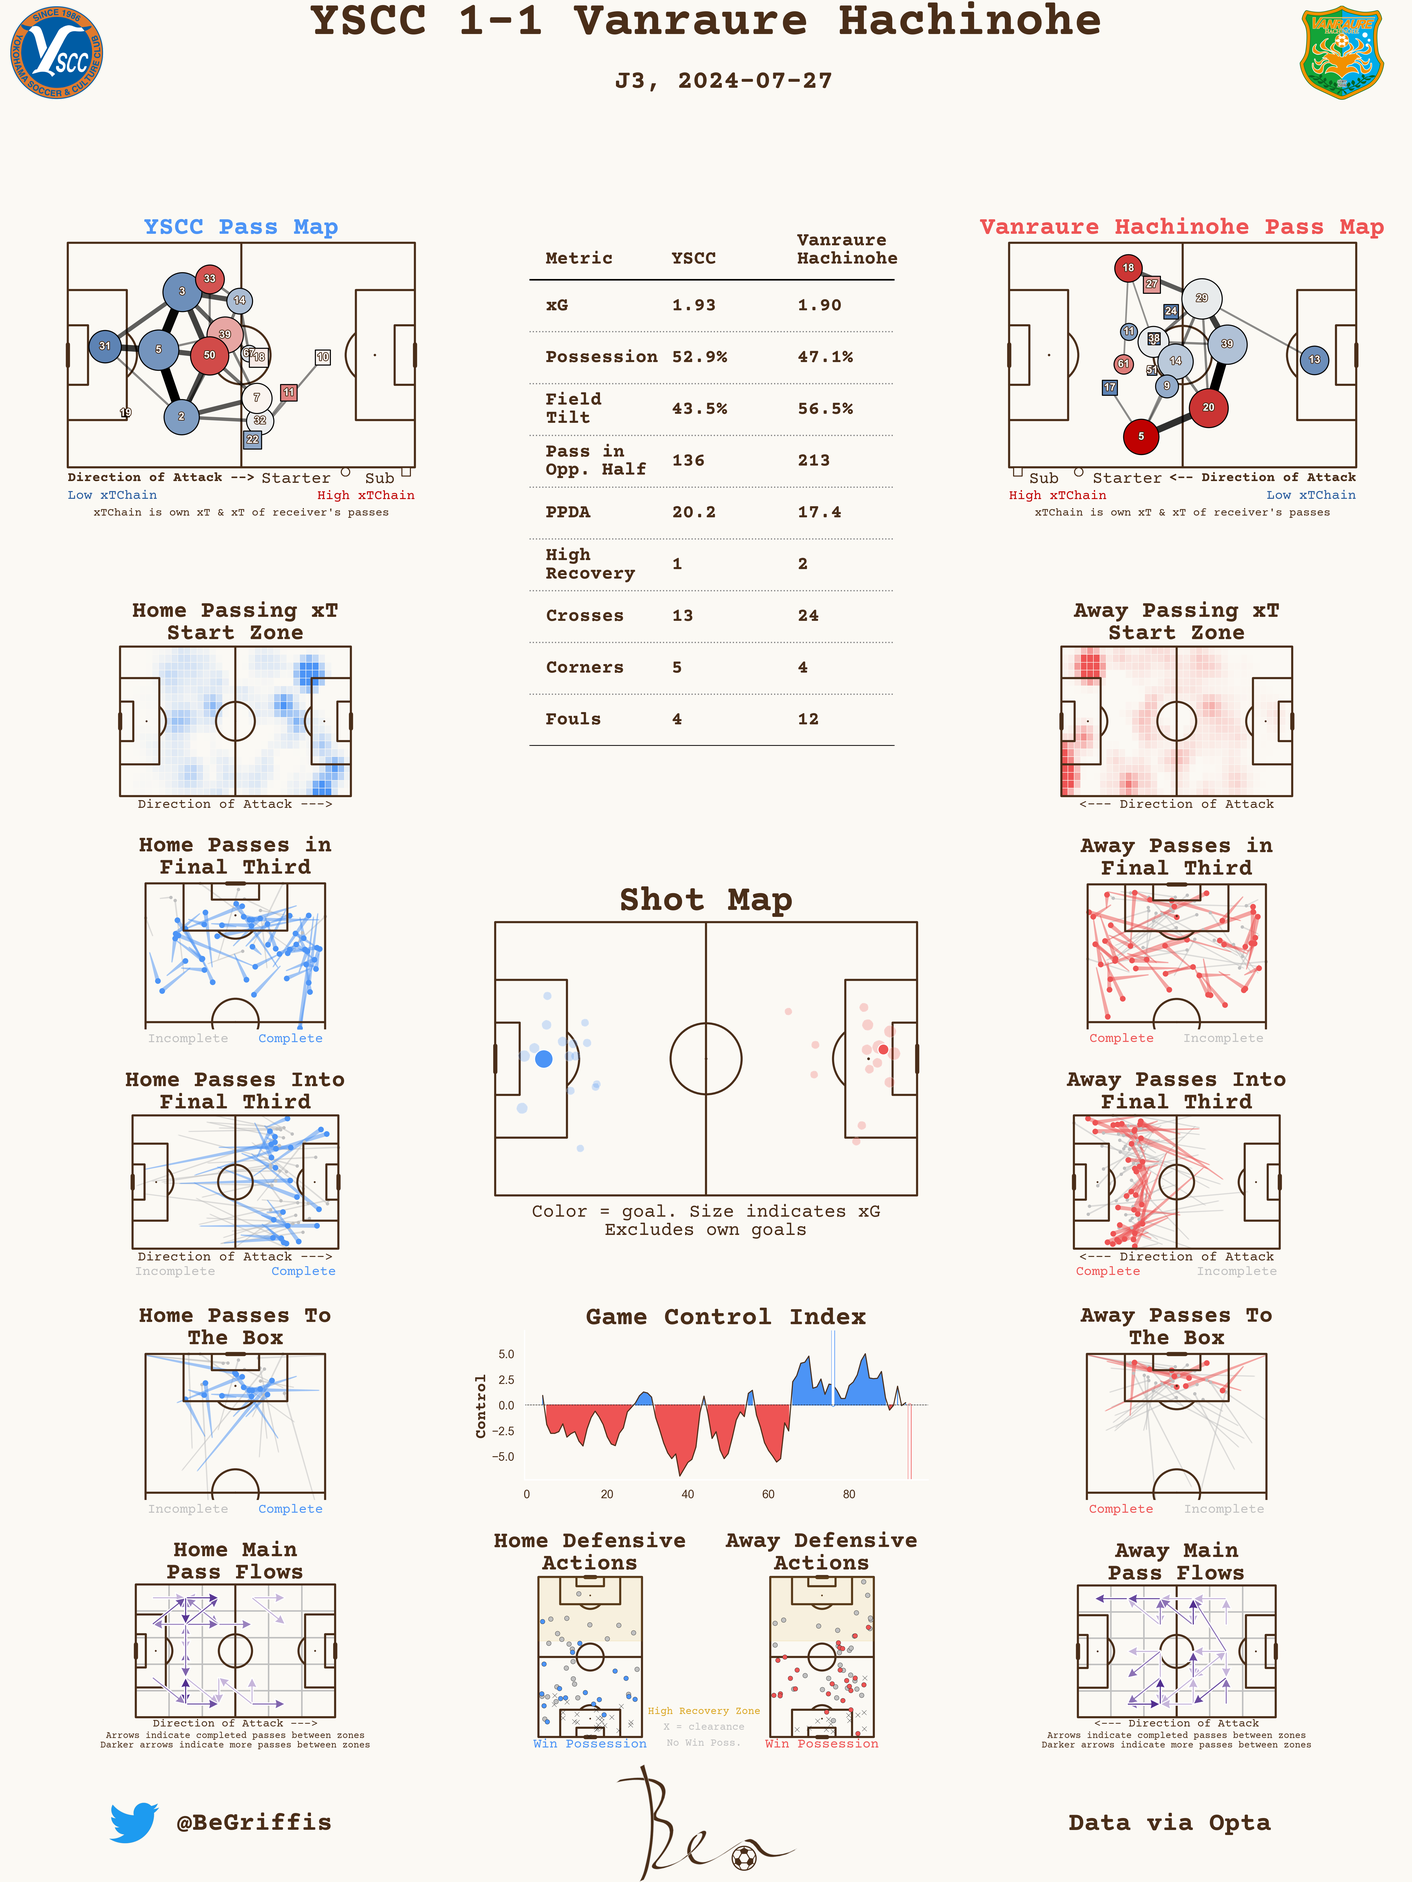 YSCC 1-1 Vanraure Hachinohe
J3, 2024-07-27
SINCE 1986
YOKOHAMA SOCCER & CULTURE CLUB
YSCC
VANRAURE
HACHINOHE
YSCC Pass Map
33
3
14
39
31
5
50
67
18
10
11
7
19
2
32
22
Direction of Attack --> Starter Sub
Low xTChain High xTChain
xTChain is own xT & xT of receiver's passes
Metric YSCC Vanraure
Hachinohe
xG 1.93 1.90
Possession 52.9% 47.1%
Field
Tilt 43.5% 56.5%
Pass in
Opp. Half 136 213
PPDA 20.2 17.4
High
Recovery 1 2
Crosses 13 24
Corners 5 4
Fouls 4 12
Vanraure Hachinohe Pass Map
18
27
29
24
11
38
39
14
61
51
13
17
9
20
5
Sub Starter <-- Direction of Attack
High xTChain Low xTChain
xTChain is own xT & xT of receiver's passes
Home Passing xT
Start Zone
Direction of Attack --->
Away Passing xT
Start Zone
<--- Direction of Attack
Home Passes in
Final Third
Incomplete Complete
Away Passes in
Final Third
Complete Incomplete
Shot Map
Color = goal. Size indicates xG
Excludes own goals
Home Passes Into
Final Third
Direction of Attack --->
Incomplete Complete
Away Passes Into
Final Third
<--- Direction of Attack
Complete Incomplete
Home Passes To
The Box
Incomplete Complete
Game Control Index
Control
5.0
2.5
0.0
−2.5
−5.0
0 20 40 60 80
Away Passes To
The Box
Complete Incomplete
Home Main
Pass Flows
Direction of Attack --->
Arrows indicate completed passes between zones
Darker arrows indicate more passes between zones
Home Defensive
Actions
Win Possession
High Recovery Zone
X = clearance
No Win Poss.
Away Defensive
Actions
Win Possession
Away Main
Pass Flows
<--- Direction of Attack
Arrows indicate completed passes between zones
Darker arrows indicate more passes between zones
@BeGriffis
Ben
Data via Opta